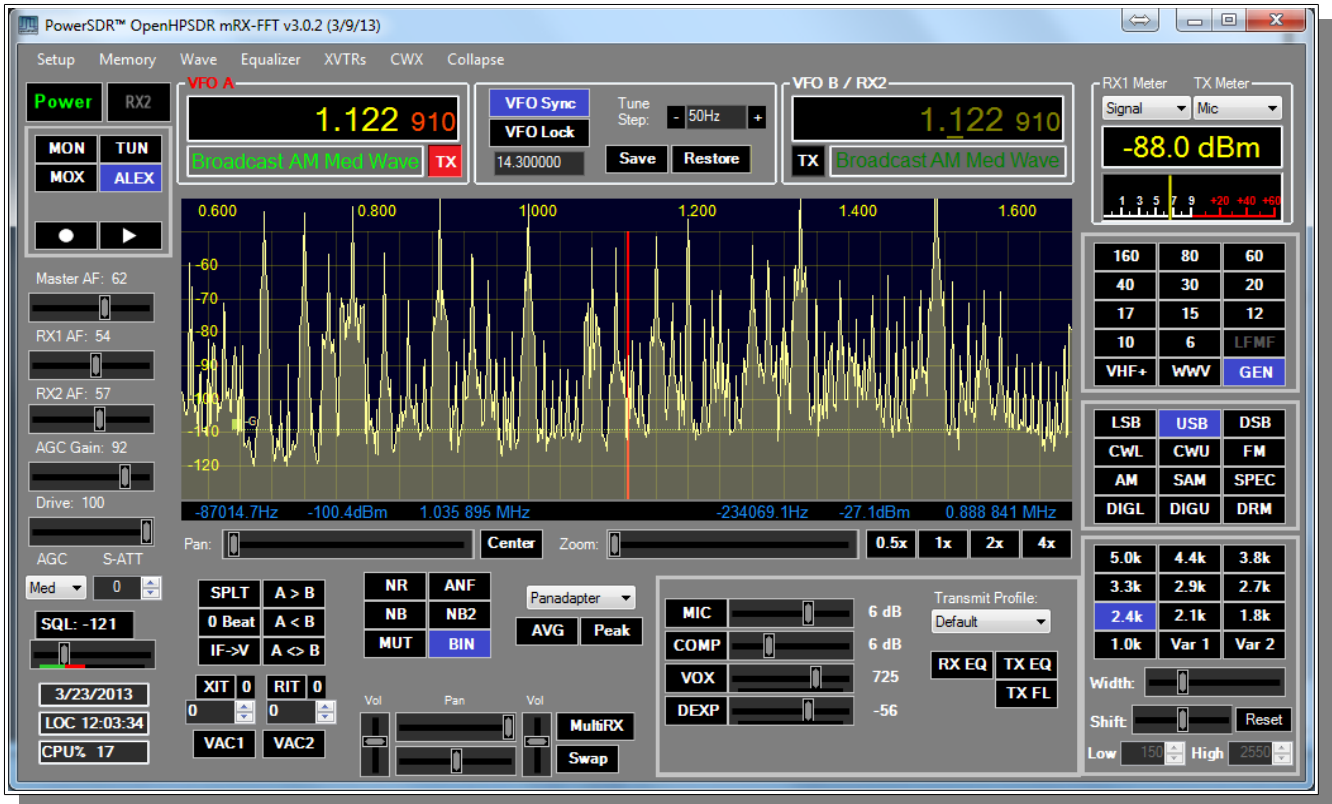 PowerSDR™ OpenHPSDR mRX-FFT v3.0.2 (3/9/13)
Setup Memory Wave Equalizer XVTRs CWX Collapse
Power RX2
MON TUN
MOX ALEX
VFO A
1.122 910
Broadcast AM Med Wave TX
VFO Sync
VFO Lock
14.300000
Tune Step: - 50Hz +
Save Restore
VFO B / RX2
1.122 910
TX Broadcast AM Med Wave
RX1 Meter TX Meter
Signal Mic
-88.0 dBm
1 3 5 7 9 +20 +40 +60
Master AF: 62
RX1 AF: 54
RX2 AF: 57
AGC Gain: 92
Drive: 100
AGC S-ATT
Med 0
SQL: -121
3/23/2013
LOC 12:03:34
CPU% 17
0.600 0.800 1.000 1.200 1.400 1.600
-60
-70
-80
-90
-100
-G
-110
-120
-87014.7Hz -100.4dBm 1.035 895 MHz -234069.1Hz -27.1dBm 0.888 841 MHz
Pan: Center Zoom: 0.5x 1x 2x 4x
SPLT A > B
0 Beat A < B
IF->V A <> B
XIT 0 RIT 0
0 0
VAC1 VAC2
NR ANF
NB NB2
MUT BIN
Panadapter
AVG Peak
Vol Pan Vol
MultiRX
Swap
MIC 6 dB
COMP 6 dB
VOX 725
DEXP -56
Transmit Profile:
Default
RX EQ TX EQ
TX FL
160 80 60
40 30 20
17 15 12
10 6 LFMF
VHF+ WWV GEN
LSB USB DSB
CWL CWU FM
AM SAM SPEC
DIGL DIGU DRM
5.0k 4.4k 3.8k
3.3k 2.9k 2.7k
2.4k 2.1k 1.8k
1.0k Var 1 Var 2
Width:
Shift: Reset
Low 150 High 2550